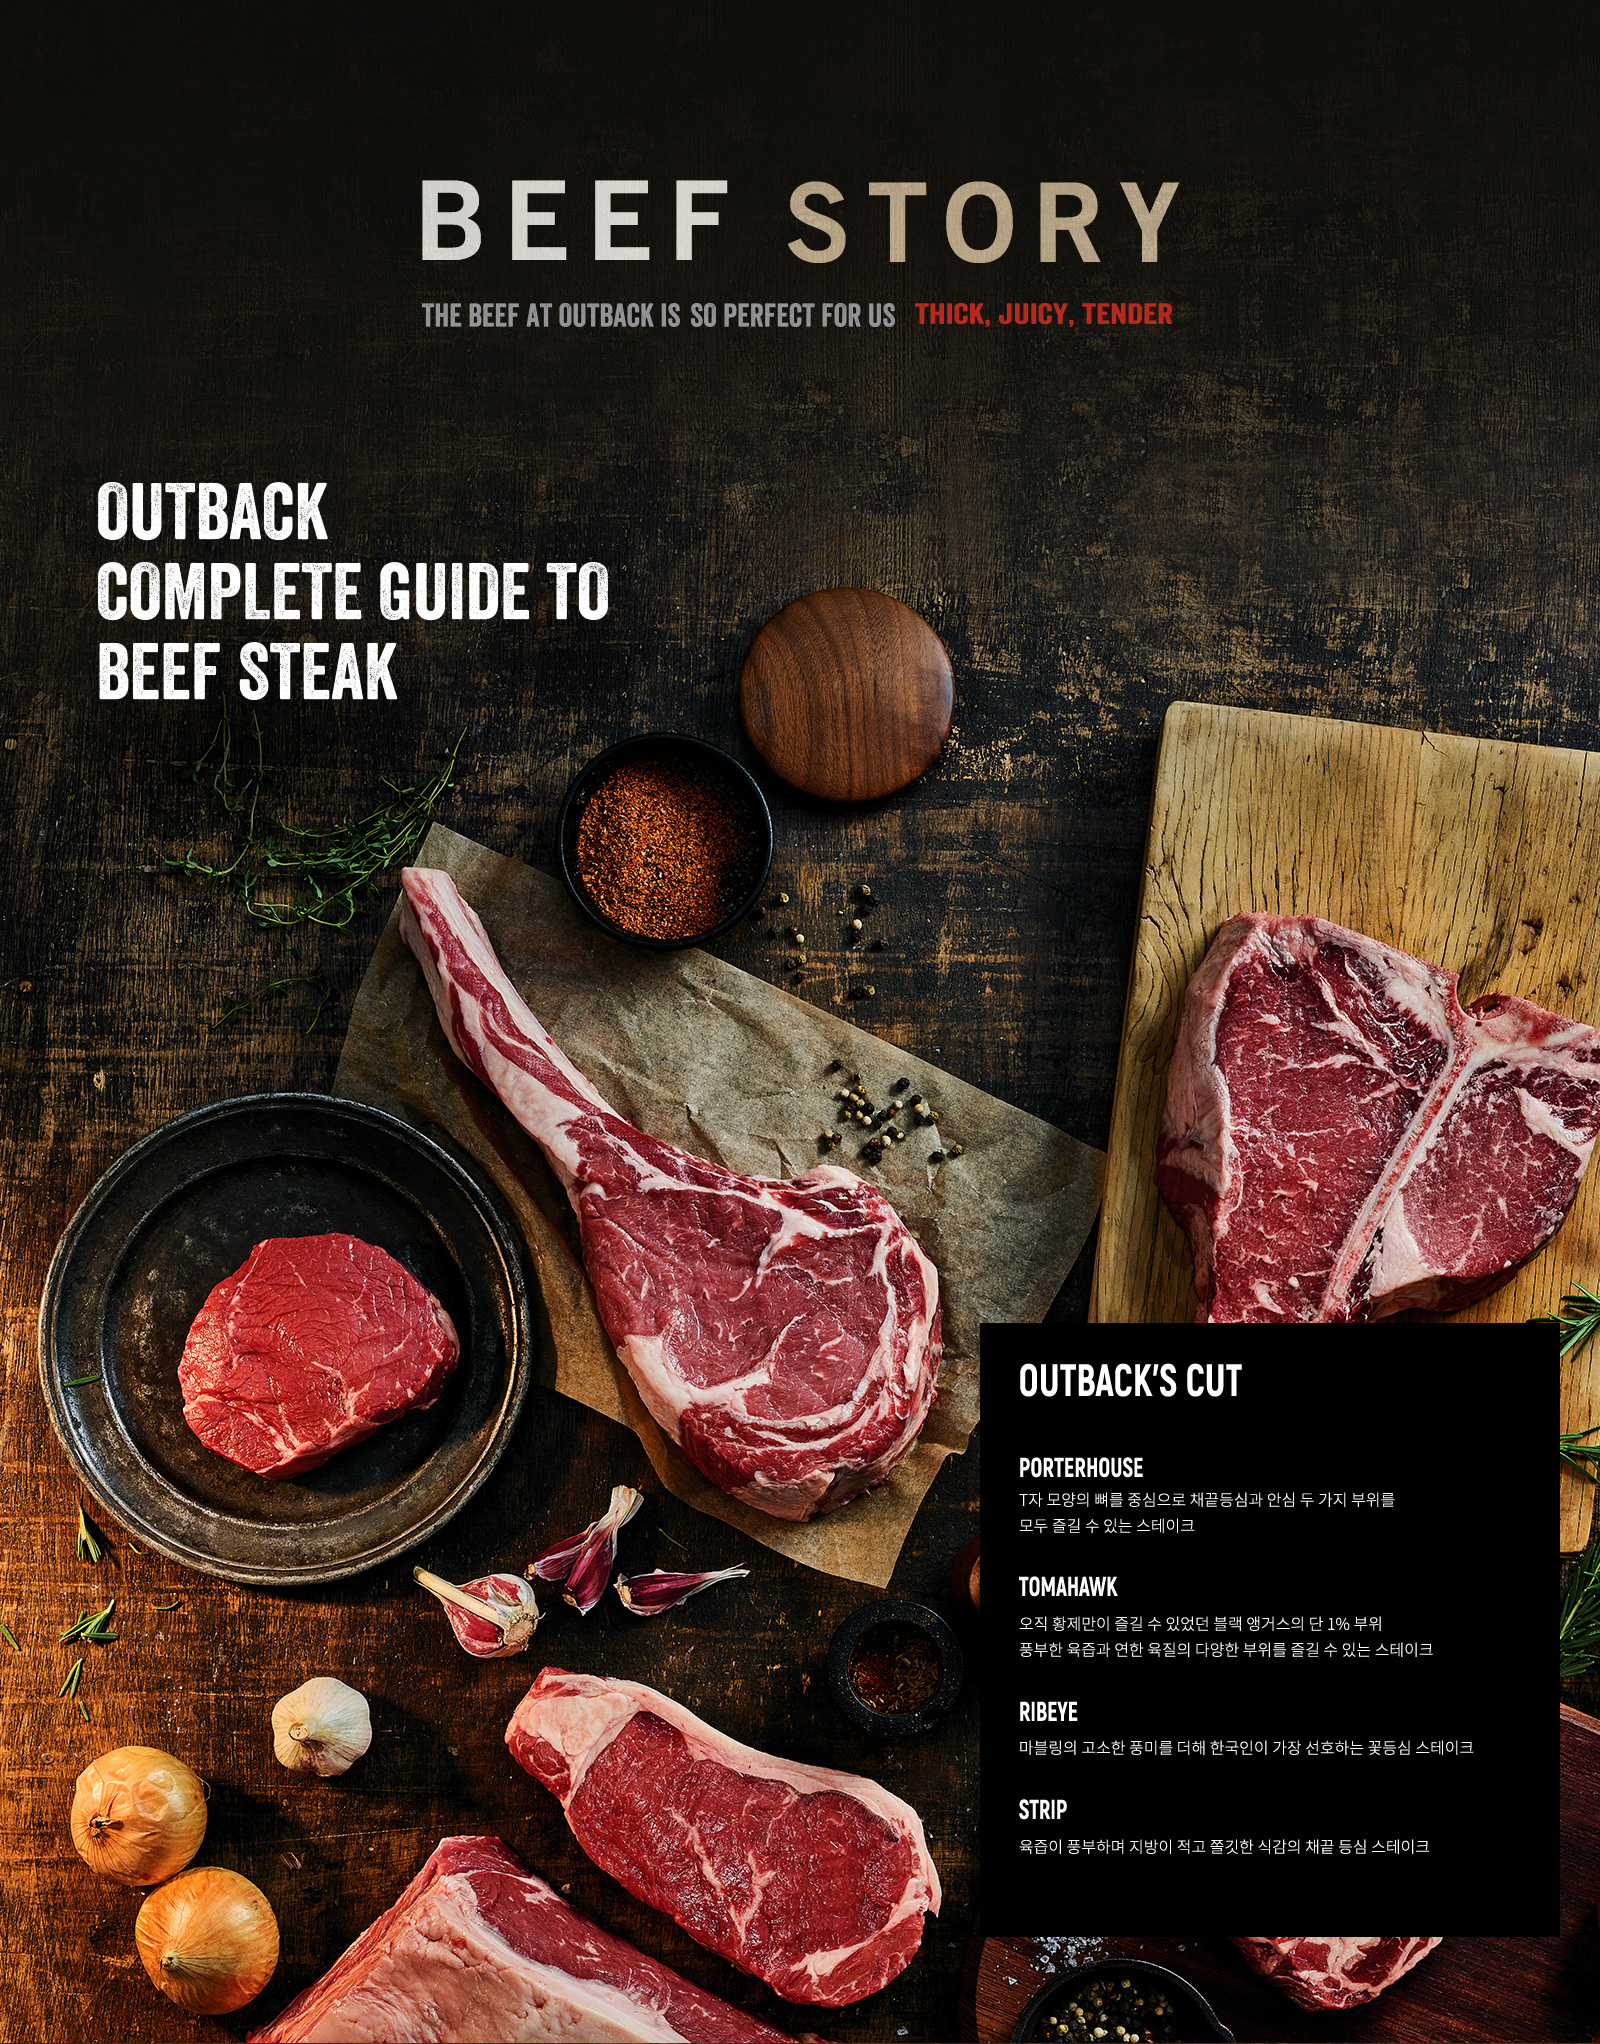 BEEF STORY
THE BEEF AT OUTBACK IS SO PERFECT FOR US THICK, JUICY, TENDER
OUTBACK
COMPLETE GUIDE TO
BEEF STEAK
OUTBACK'S CUT
PORTERHOUSE
T자 모양의 뼈를 중심으로 채끝등심과 안심 두 가지 부위를
모두 즐길 수 있는 스테이크
TOMAHAWK
오직 황제만이 즐길 수 있었던 블랙 앵거스의 단 1% 부위
풍부한 육즙과 연한 육질의 다양한 부위를 즐길 수 있는 스테이크
RIBEYE
마블링의 고소한 풍미를 더해 한국인이 가장 선호하는 꽃등심 스테이크
STRIP
육즙이 풍부하며 지방이 적고 쫄깃한 식감의 채끝 등심 스테이크